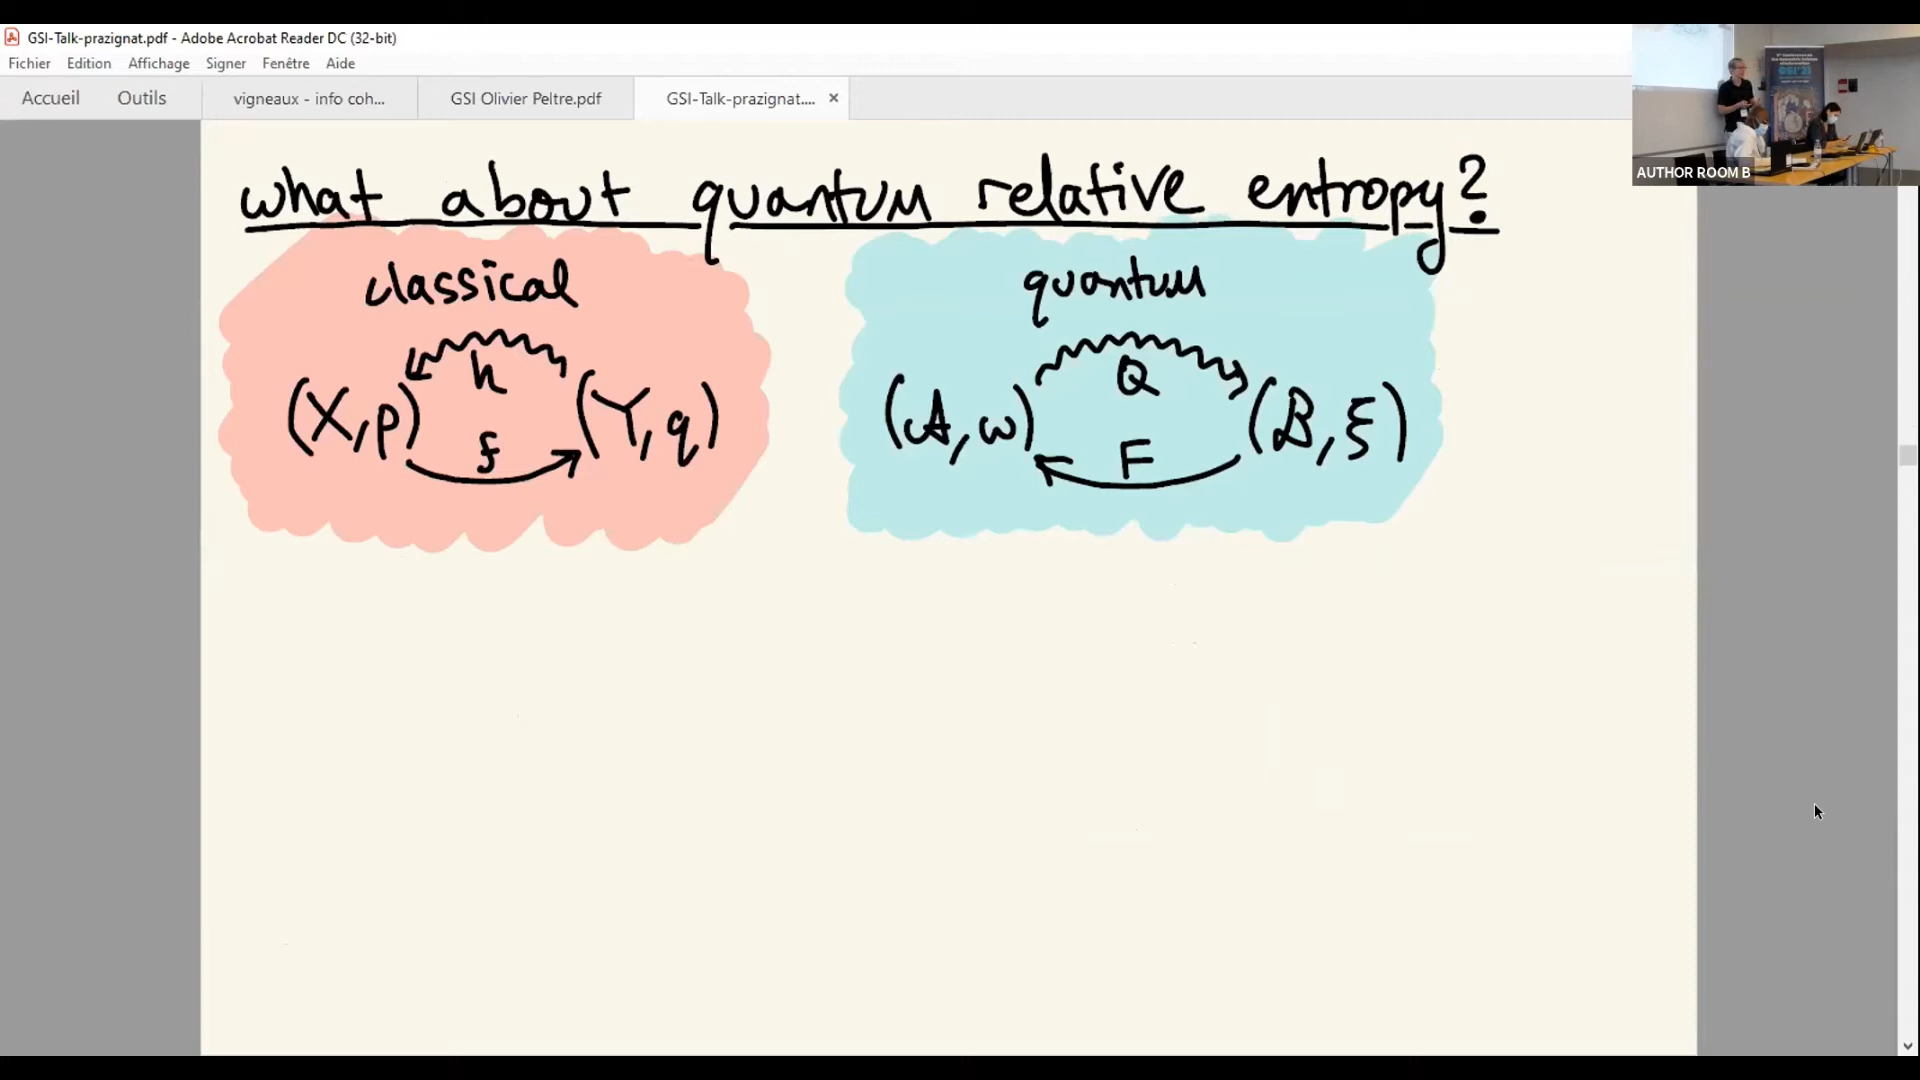 GSI-Talk-prazignat.pdf - Adobe Acrobat Reader DC (32-bit)
Fichier Edition Affichage Signer Fenêtre Aide
Accueil Outils vigneaux - info coh... GSI Olivier Peltre.pdf GSI-Talk-prazignat.... ×
AUTHOR ROOM B
what about quantum relative entropy?
classical quantum
h Q
(X,p) (Y,q) (A,ω) (B,ξ)
f F